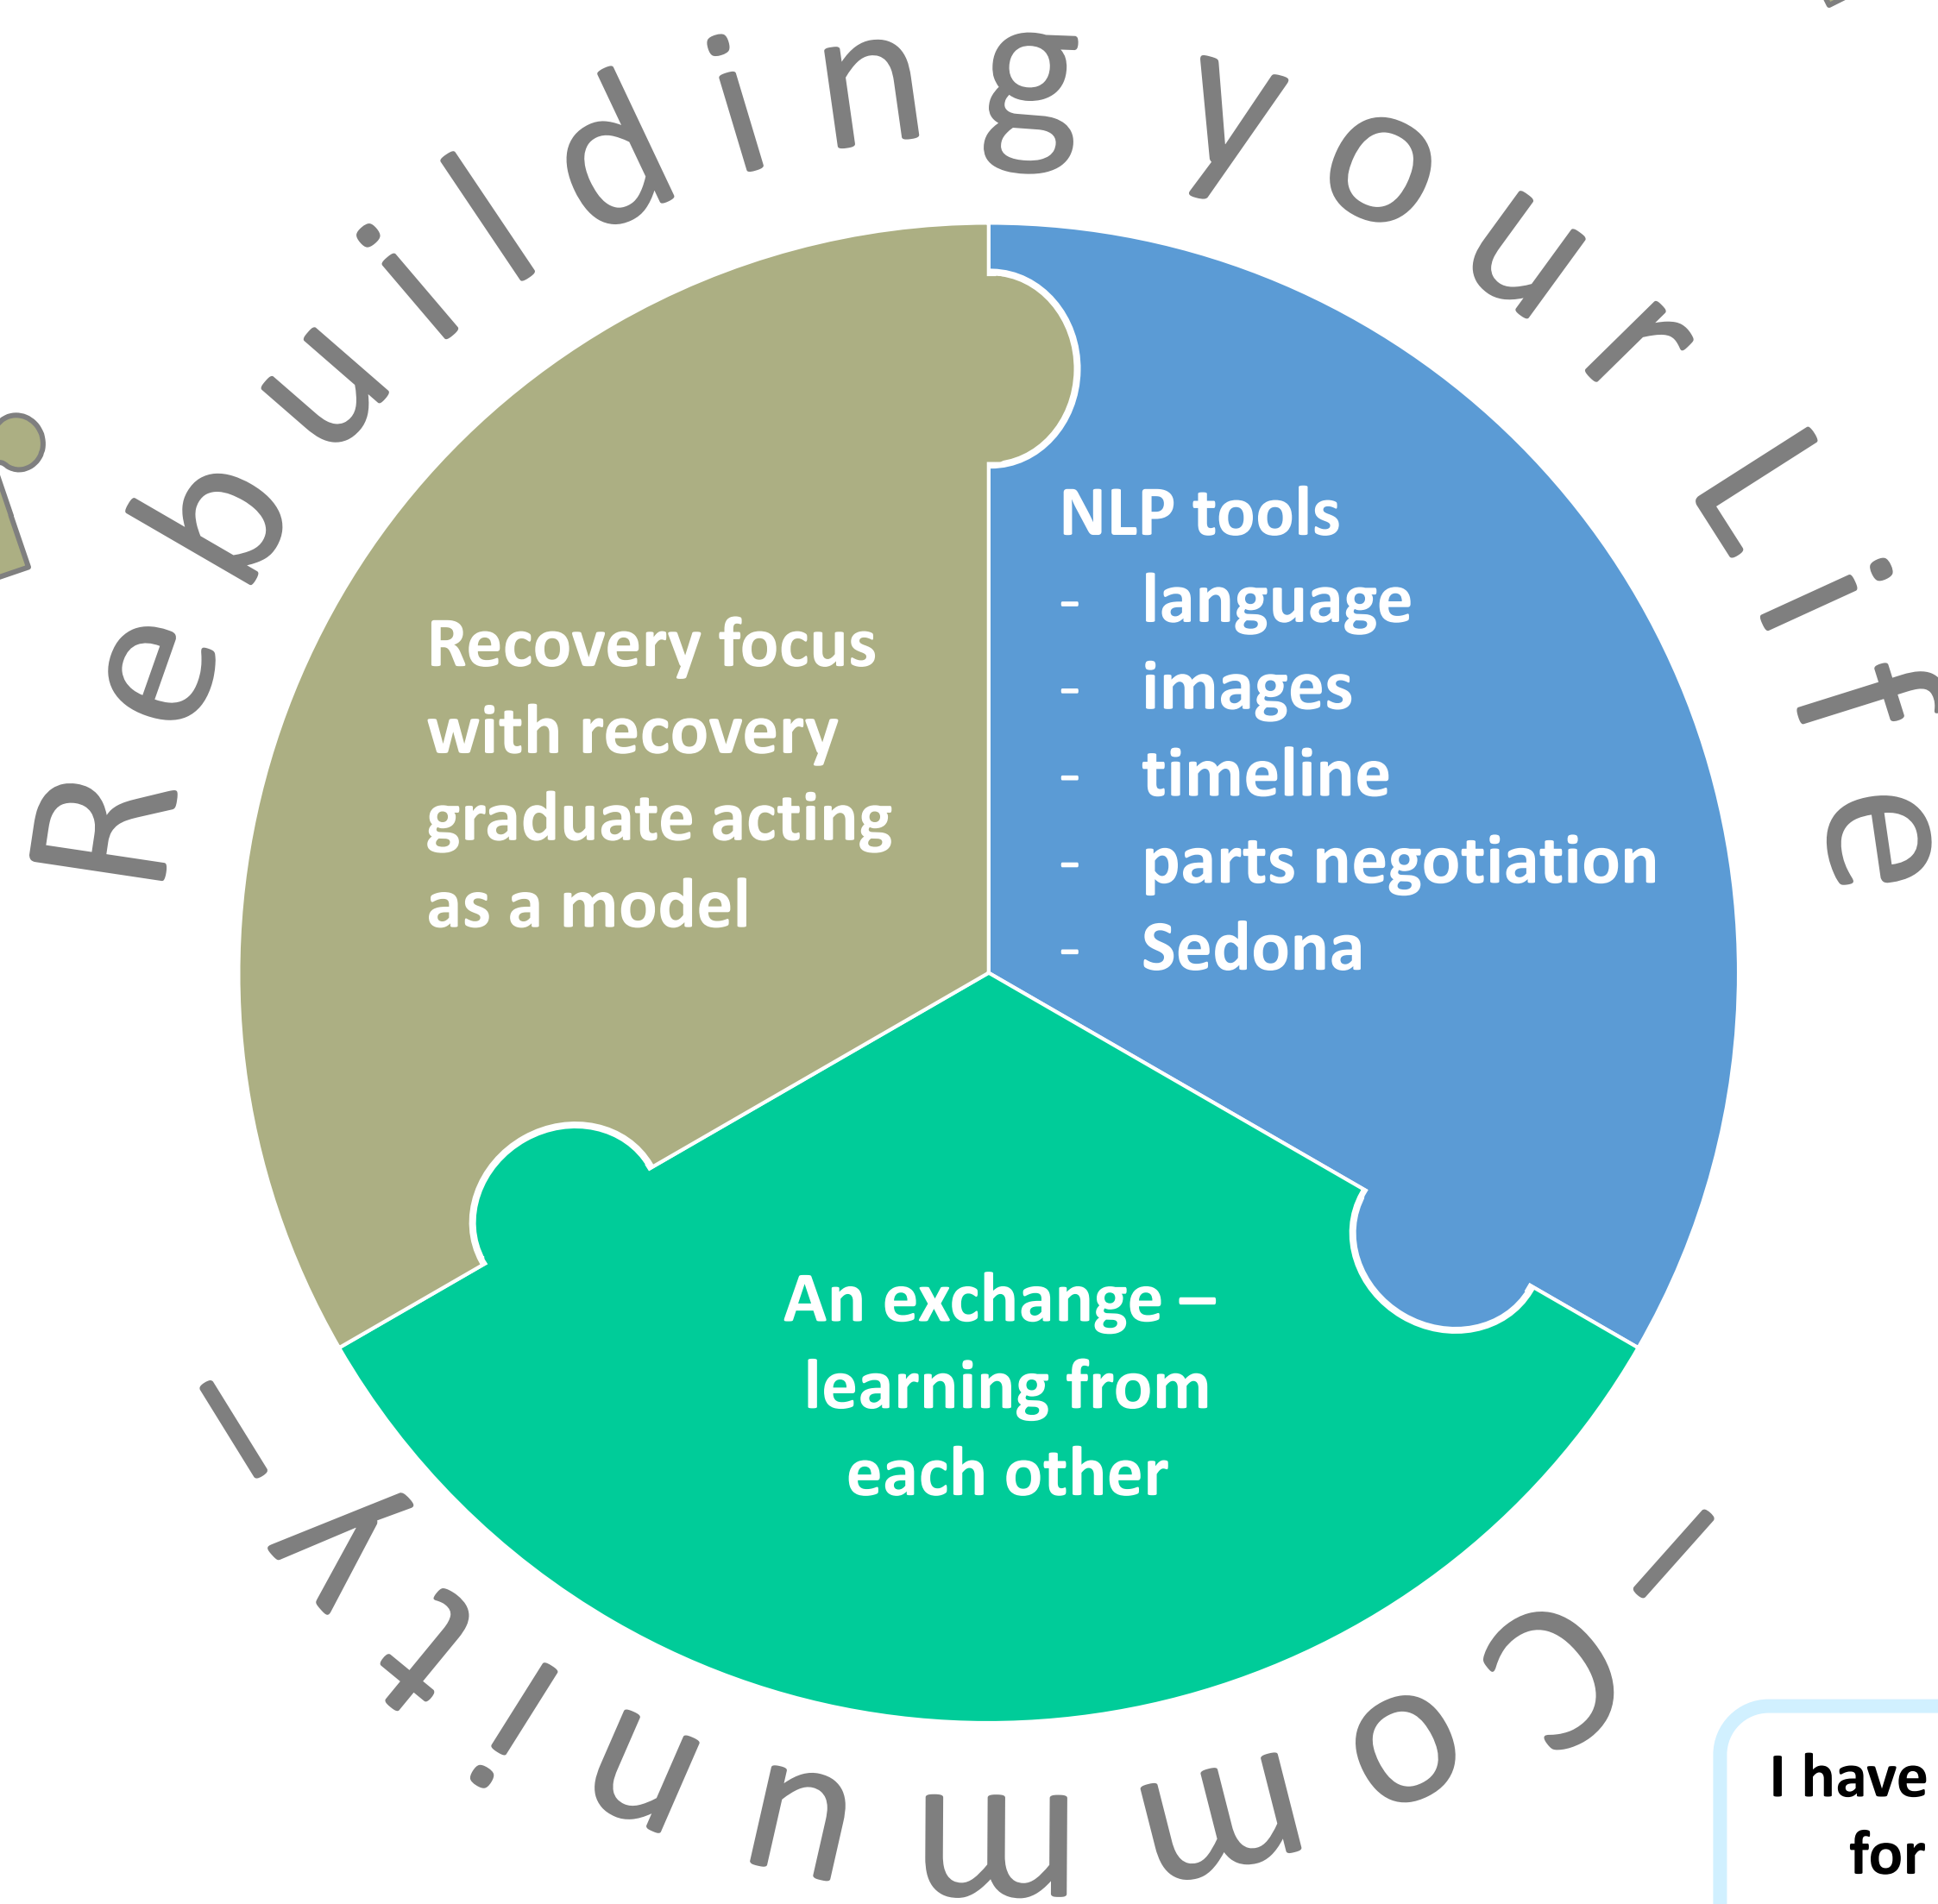 Rebuilding your Life
Recovery focus
with recovery
graduate acting
as a model
NLP tools
- language
- images
- timeline
- parts negotiation
- Sedona
An exchange –
learning from
each other
- Community -
I have
for